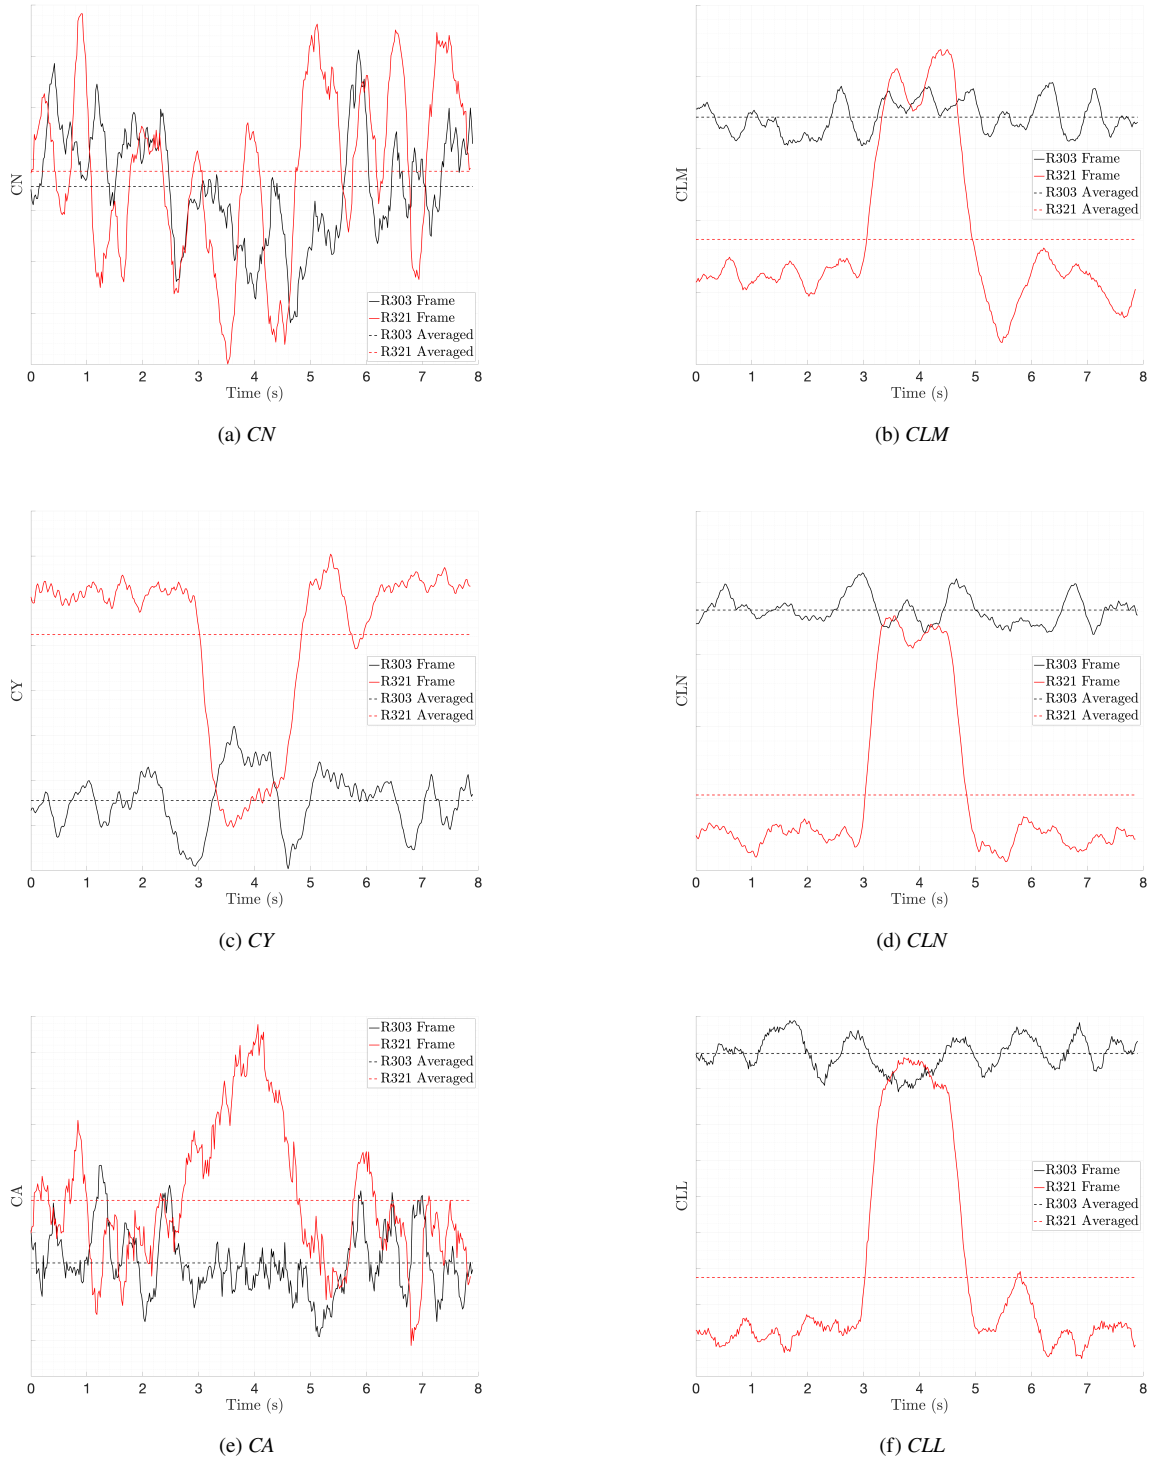 CN
R303 Frame
R321 Frame
R303 Averaged
R321 Averaged
0 1 2 3 4 5 6 7 8
Time (s)
(a) CN
CLM
R303 Frame
R321 Frame
R303 Averaged
R321 Averaged
0 1 2 3 4 5 6 7 8
Time (s)
(b) CLM
CY
R303 Frame
R321 Frame
R303 Averaged
R321 Averaged
0 1 2 3 4 5 6 7 8
Time (s)
(c) CY
CLN
R303 Frame
R321 Frame
R303 Averaged
R321 Averaged
0 1 2 3 4 5 6 7 8
Time (s)
(d) CLN
CA
R303 Frame
R321 Frame
R303 Averaged
R321 Averaged
0 1 2 3 4 5 6 7 8
Time (s)
(e) CA
CLL
R303 Frame
R321 Frame
R303 Averaged
R321 Averaged
0 1 2 3 4 5 6 7 8
Time (s)
(f) CLL